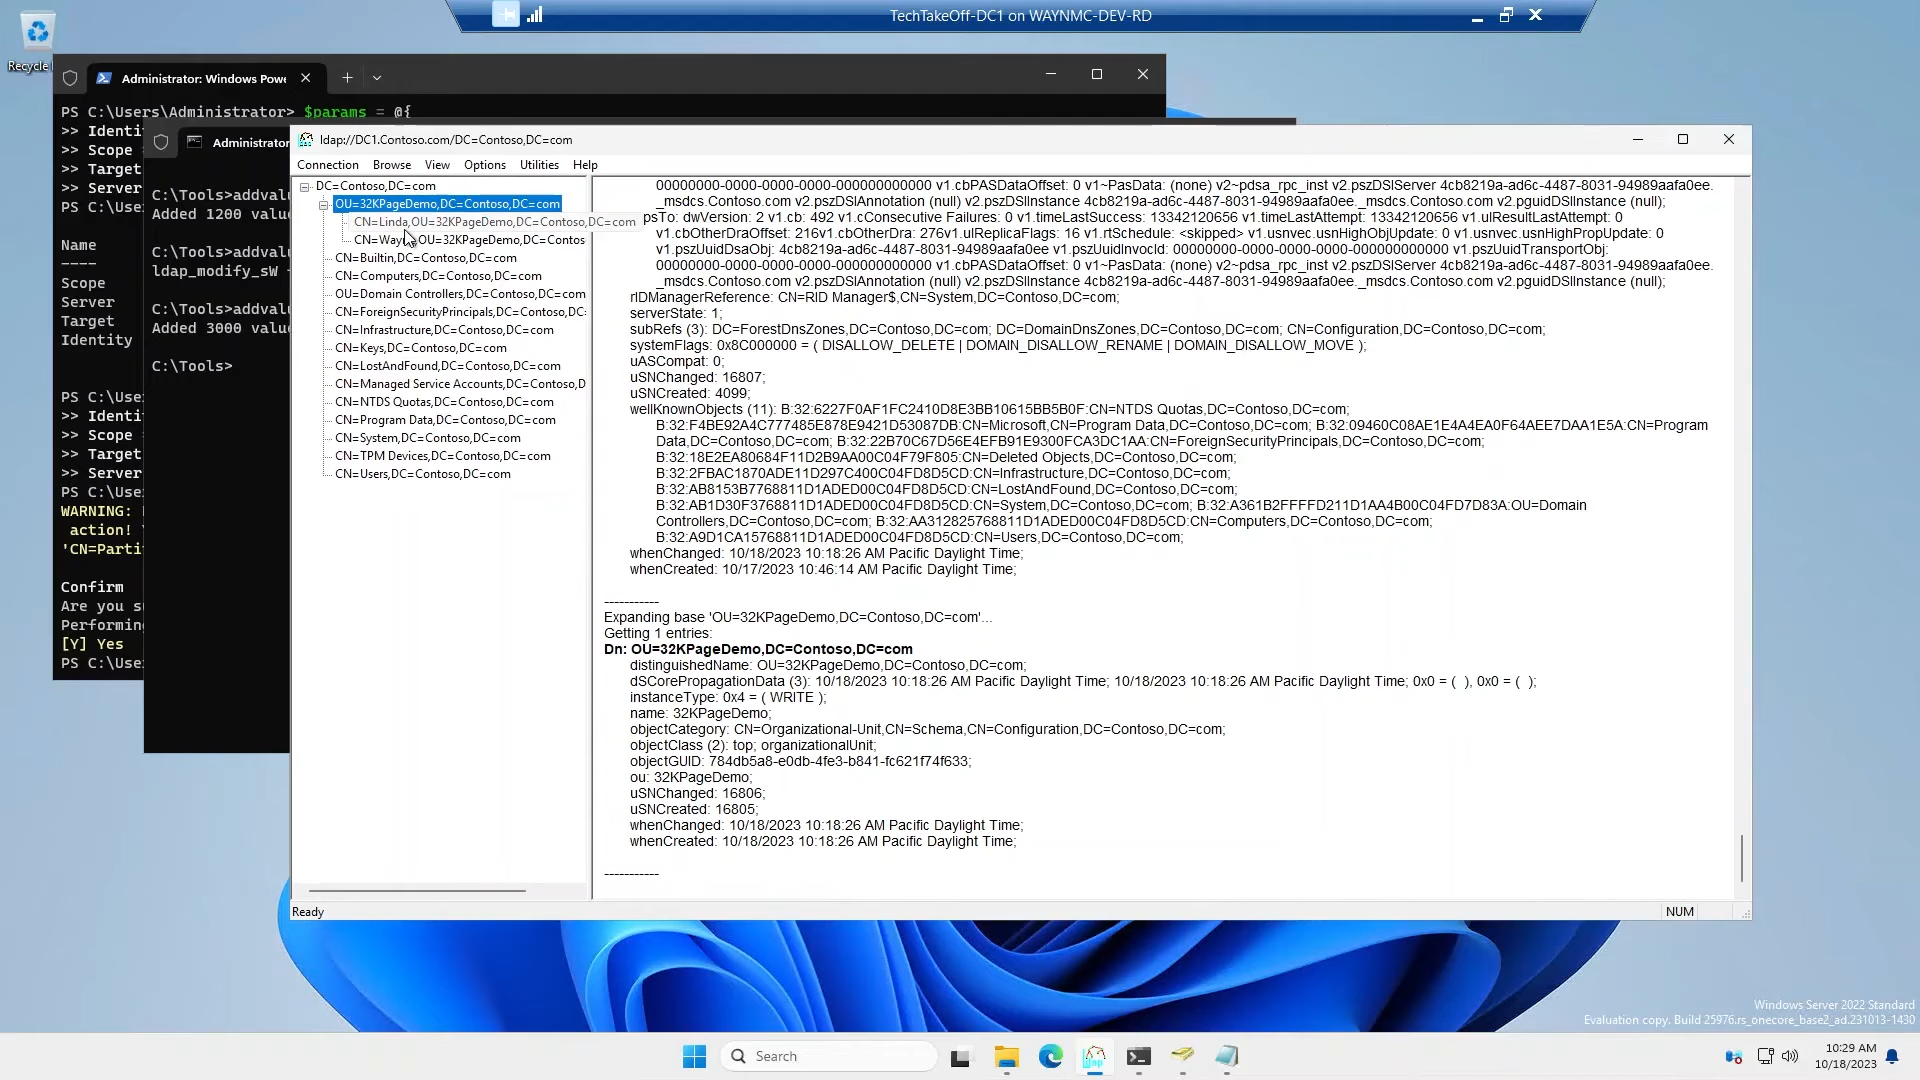 TechTakeOff-DC1 on WAYNMC-DEV-RD
Recycle
Administrator: Windows Powe
PS C:\Users\Administrator> $params = @{
>> Identi
>> Scope
>> Target
>> Server
Name
----
Scope
Server
Target
Identity
PS C:\Use
>> Identi
>> Scope
>> Target
>> Server
PS C:\Use
WARNING:
action!
'CN=Parti
Confirm
Are you s
Performing
[Y] Yes
PS C:\Use
Administrator
C:\Tools>addvalu
Added 1200 value
C:\Tools>addvalu
ldap_modify_sW
C:\Tools>addvalu
Added 3000 value
C:\Tools>
ldap://DC1.Contoso.com/DC=Contoso,DC=com
Connection Browse View Options Utilities Help
DC=Contoso,DC=com
OU=32KPageDemo,DC=Contoso,DC=com
CN=Linda,OU=32KPageDemo,DC=Contoso,DC=com
CN=Wayn,OU=32KPageDemo,DC=Contos
CN=Builtin,DC=Contoso,DC=com
CN=Computers,DC=Contoso,DC=com
OU=Domain Controllers,DC=Contoso,DC=com
CN=ForeignSecurityPrincipals,DC=Contoso,DC=
CN=Infrastructure,DC=Contoso,DC=com
CN=Keys,DC=Contoso,DC=com
CN=LostAndFound,DC=Contoso,DC=com
CN=Managed Service Accounts,DC=Contoso,D
CN=NTDS Quotas,DC=Contoso,DC=com
CN=Program Data,DC=Contoso,DC=com
CN=System,DC=Contoso,DC=com
CN=TPM Devices,DC=Contoso,DC=com
CN=Users,DC=Contoso,DC=com
00000000-0000-0000-0000-000000000000 v1.cbPASDataOffset: 0 v1~PasData: (none) v2~pdsa_rpc_inst v2.pszDSIServer 4cb8219a-ad6c-4487-8031-94989aafa0ee.
_msdcs.Contoso.com v2.pszDSIAnnotation (null) v2.pszDSIInstance (null) v2.pguidDSIInstance (null);
psTo: dwVersion: 2 v1.cb: 492 v1.cConsecutive Failures: 0 v1.timeLastSuccess: 13342120656 v1.timeLastAttempt: 13342120656 v1.ulResultLastAttempt: 0
v1.cbOtherDraOffset: 216v1.cbOtherDra: 276v1.ulReplicaFlags: 16 v1.rtSchedule: <skipped> v1.usnvec.usnHighObjUpdate: 0 v1.usnvec.usnHighPropUpdate: 0
v1.pszUuidDsaObj: 4cb8219a-ad6c-4487-8031-94989aafa0ee v1.pszUuidInvocId: 00000000-0000-0000-0000-000000000000 v1.pszUuidTransportObj:
00000000-0000-0000-0000-000000000000 v1.cbPASDataOffset: 0 v1~PasData: (none) v2~pdsa_rpc_inst v2.pszDSIServer 4cb8219a-ad6c-4487-8031-94989aafa0ee.
_msdcs.Contoso.com v2.pszDSIAnnotation (null) v2.pszDSIInstance (null) v2.pguidDSIInstance (null);
rIDManagerReference: CN=RID Manager$,CN=System,DC=Contoso,DC=com;
serverState: 1;
subRefs (3): DC=ForestDnsZones,DC=Contoso,DC=com; DC=DomainDnsZones,DC=Contoso,DC=com; CN=Configuration,DC=Contoso,DC=com;
systemFlags: 0x8C000000 = ( DISALLOW_DELETE | DOMAIN_DISALLOW_RENAME | DOMAIN_DISALLOW_MOVE );
uASCompat: 0;
uSNChanged: 16807;
uSNCreated: 4099;
wellKnownObjects (11): B:32:6227F0AF1FC2410D8E3BB10615BB5B0F:CN=NTDS Quotas,DC=Contoso,DC=com;
B:32:F4BE92A4C777485E878E9421D53087DB:CN=Microsoft,CN=Program Data,DC=Contoso,DC=com; B:32:09460C08AE1E4A4EA0F64AEE7DAA1E5A:CN=Program
Data,DC=Contoso,DC=com; B:32:22B70C67D56E4EFB91E9300FCA3DC1AA:CN=ForeignSecurityPrincipals,DC=Contoso,DC=com;
B:32:18E2EA80684F11D2B9AA00C04F79F805:CN=Deleted Objects,DC=Contoso,DC=com;
B:32:2FBAC1870ADE11D297C400C04FD8D5CD:CN=Infrastructure,DC=Contoso,DC=com;
B:32:AB8153B7768811D1ADED00C04FD8D5CD:CN=LostAndFound,DC=Contoso,DC=com;
B:32:AB1D30F3768811D1ADED00C04FD8D5CD:CN=System,DC=Contoso,DC=com; B:32:A361B2FFFFD211D1AA4B00C04FD7D83A:OU=Domain
Controllers,DC=Contoso,DC=com; B:32:AA312825768811D1ADED00C04FD8D5CD:CN=Computers,DC=Contoso,DC=com;
B:32:A9D1CA15768811D1ADED00C04FD8D5CD:CN=Users,DC=Contoso,DC=com;
whenChanged: 10/18/2023 10:18:26 AM Pacific Daylight Time;
whenCreated: 10/17/2023 10:46:14 AM Pacific Daylight Time;
-----------
Expanding base 'OU=32KPageDemo,DC=Contoso,DC=com'...
Getting 1 entries:
Dn: OU=32KPageDemo,DC=Contoso,DC=com
distinguishedName: OU=32KPageDemo,DC=Contoso,DC=com;
dSCorePropagationData (3): 10/18/2023 10:18:26 AM Pacific Daylight Time; 10/18/2023 10:18:26 AM Pacific Daylight Time; 0x0 = (  ), 0x0 = (  );
instanceType: 0x4 = ( WRITE );
name: 32KPageDemo;
objectCategory: CN=Organizational-Unit,CN=Schema,CN=Configuration,DC=Contoso,DC=com;
objectClass (2): top; organizationalUnit;
objectGUID: 784db5a8-e0db-4fe3-b841-fc621f74f633;
ou: 32KPageDemo;
uSNChanged: 16806;
uSNCreated: 16805;
whenChanged: 10/18/2023 10:18:26 AM Pacific Daylight Time;
whenCreated: 10/18/2023 10:18:26 AM Pacific Daylight Time;
-----------
Ready
NUM
Windows Server 2022 Standard
Evaluation copy. Build 25976.rs_onecore_base2_ad.231013-1430
Search
10:29 AM
10/18/2023